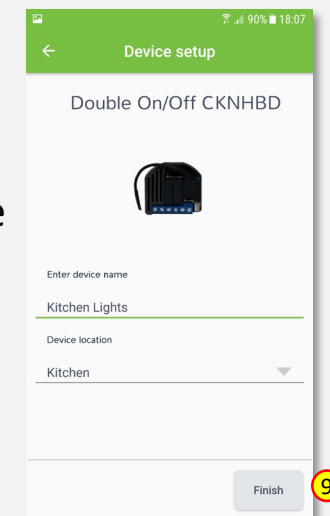 90% 18:07
Device setup
Double On/Off CKNHBD
e
Enter device name
Kitchen Lights
Device location
Kitchen
Finish
9